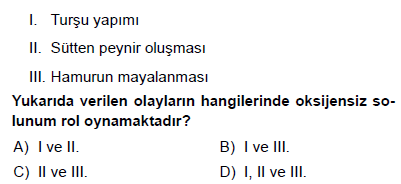 I. Turşu yapımı
II. Sütten peynir oluşması
III. Hamurun mayalanması
Yukarıda verilen olayların hangilerinde oksijensiz so-
lunum rol oynamaktadır?
A) I ve II. B) I ve III.
C) II ve III. D) I, II ve III.